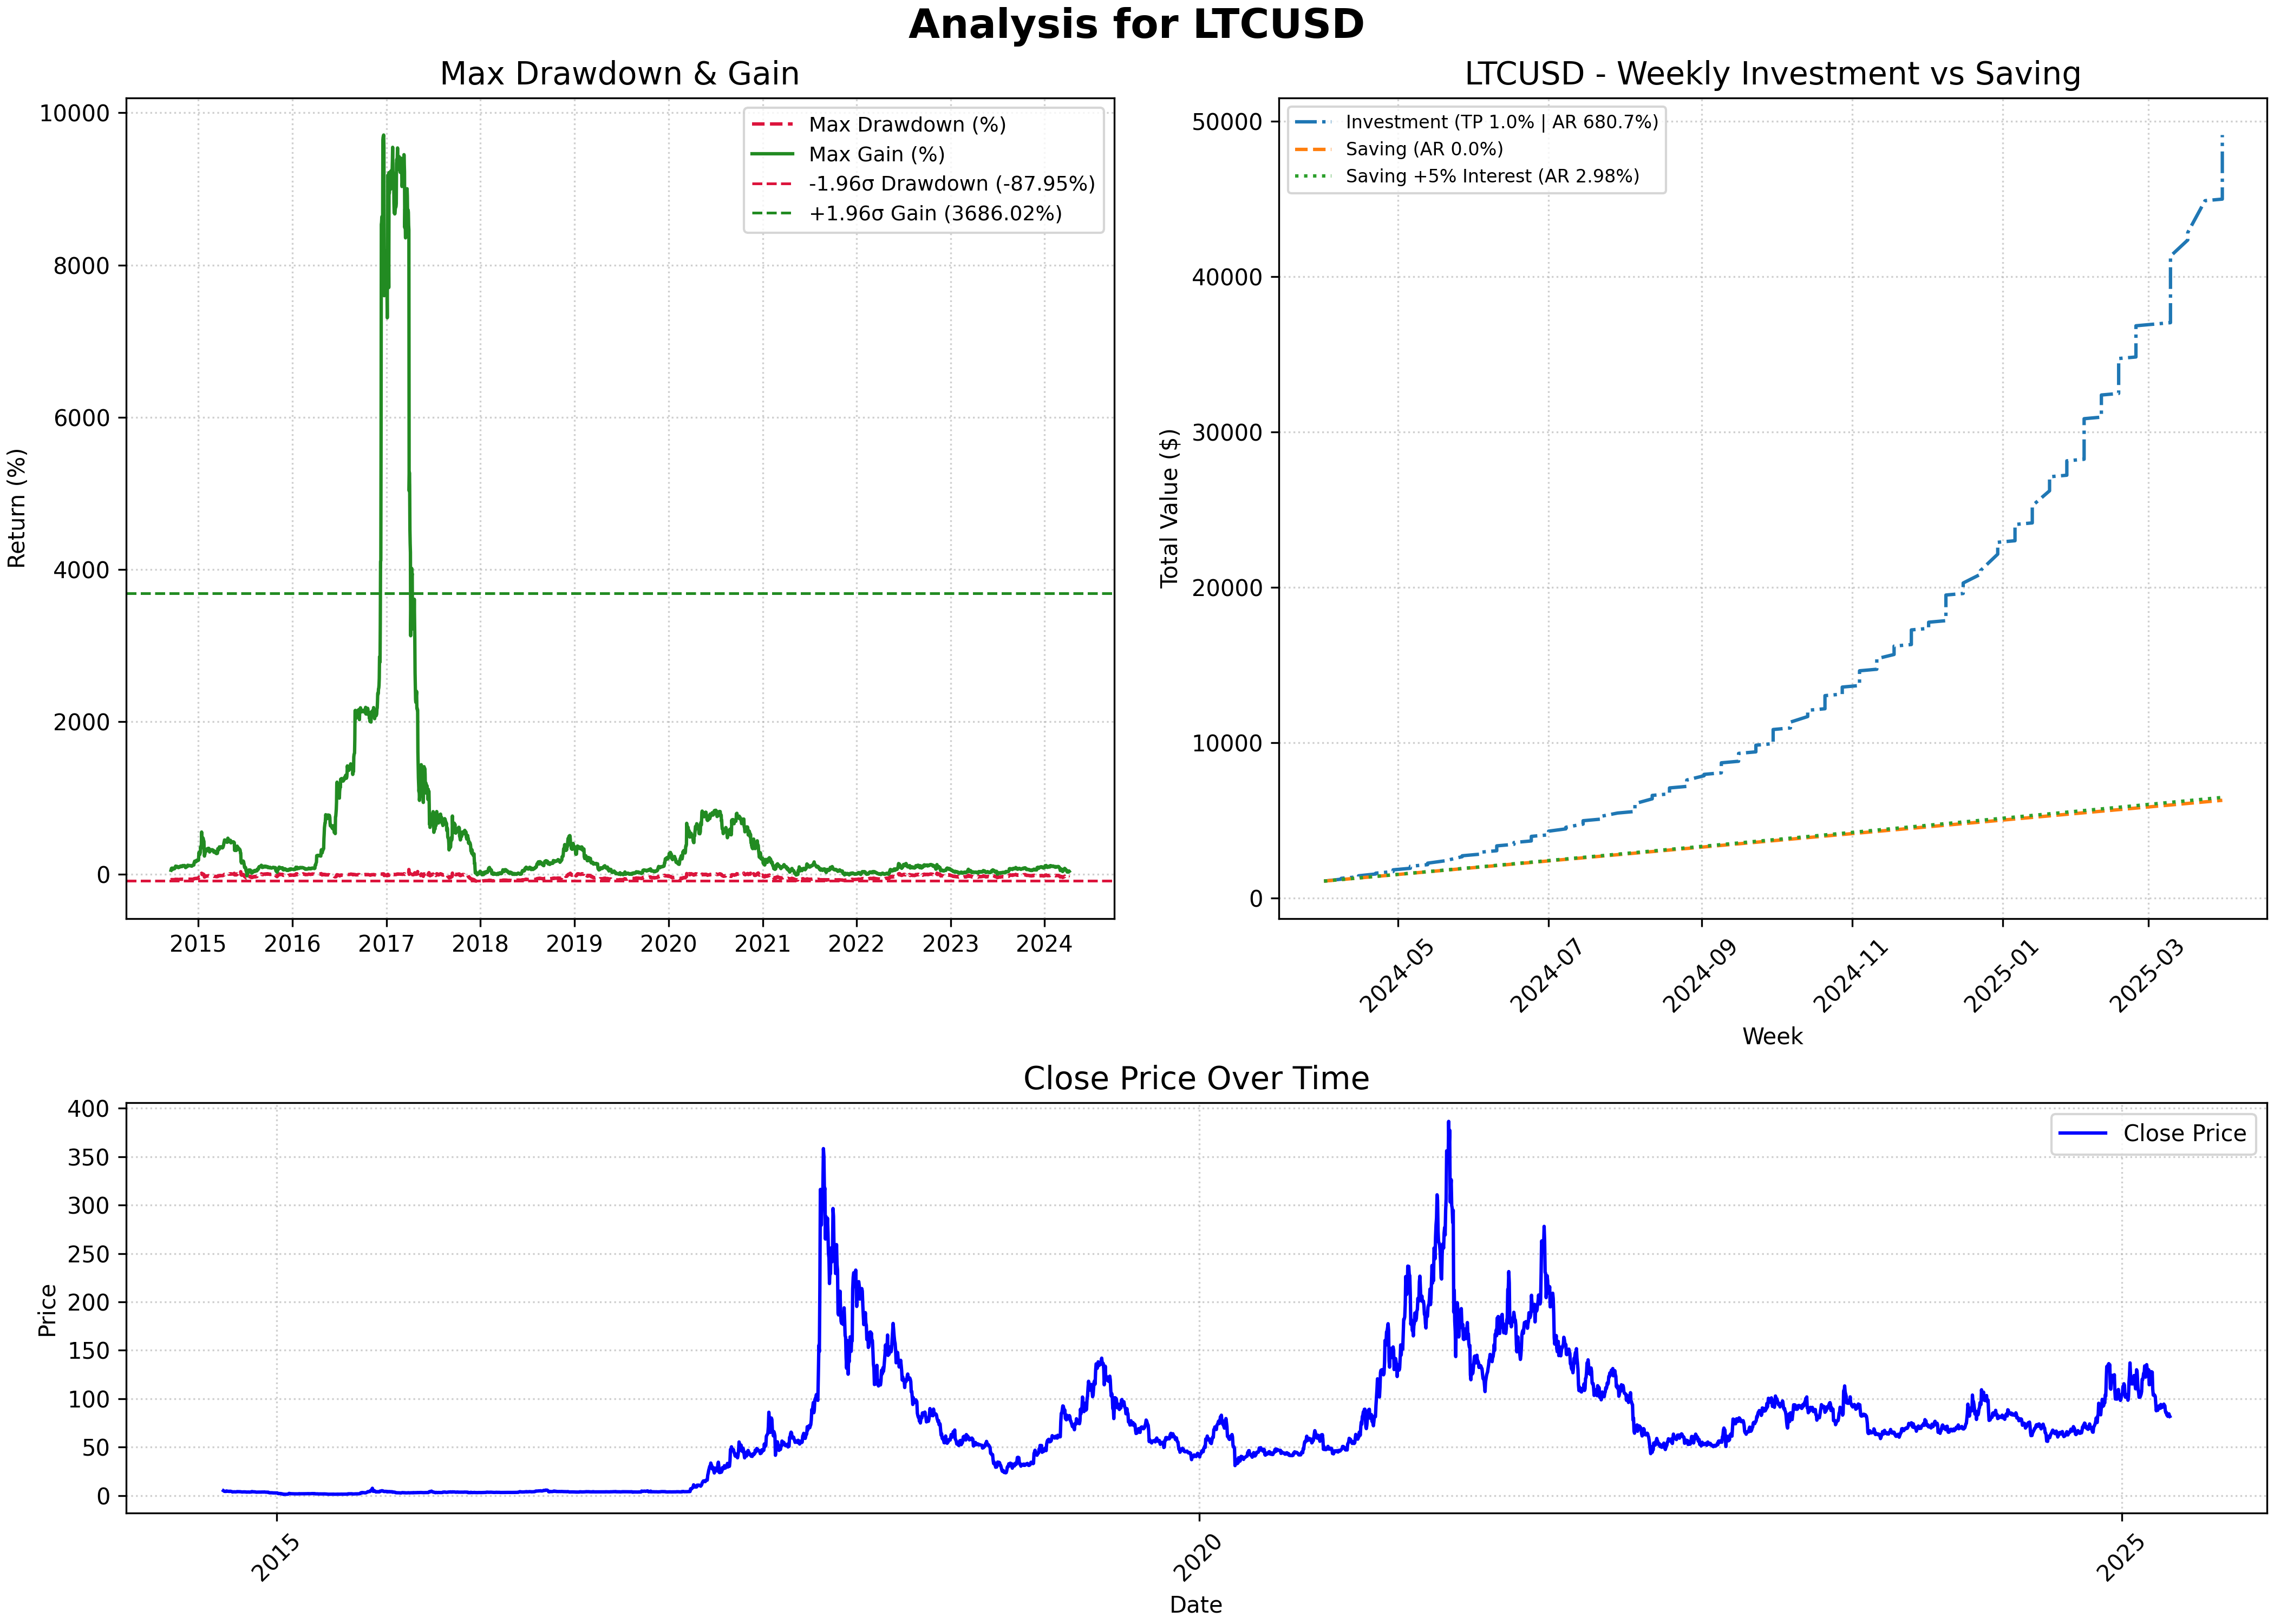 Analysis for LTCUSD
Max Drawdown & Gain
Return (%)
10000
8000
6000
4000
2000
0
Max Drawdown (%)
Max Gain (%)
-1.96σ Drawdown (-87.95%)
+1.96σ Gain (3686.02%)
2015 2016 2017 2018 2019 2020 2021 2022 2023 2024
LTCUSD - Weekly Investment vs Saving
Total Value ($)
50000
40000
30000
20000
10000
0
Investment (TP 1.0% | AR 680.7%)
Saving (AR 0.0%)
Saving +5% Interest (AR 2.98%)
2024-05 2024-07 2024-09 2024-11 2025-01 2025-03
Week
Close Price Over Time
Price
400
350
300
250
200
150
100
50
0
Close Price
2015 2020 2025
Date